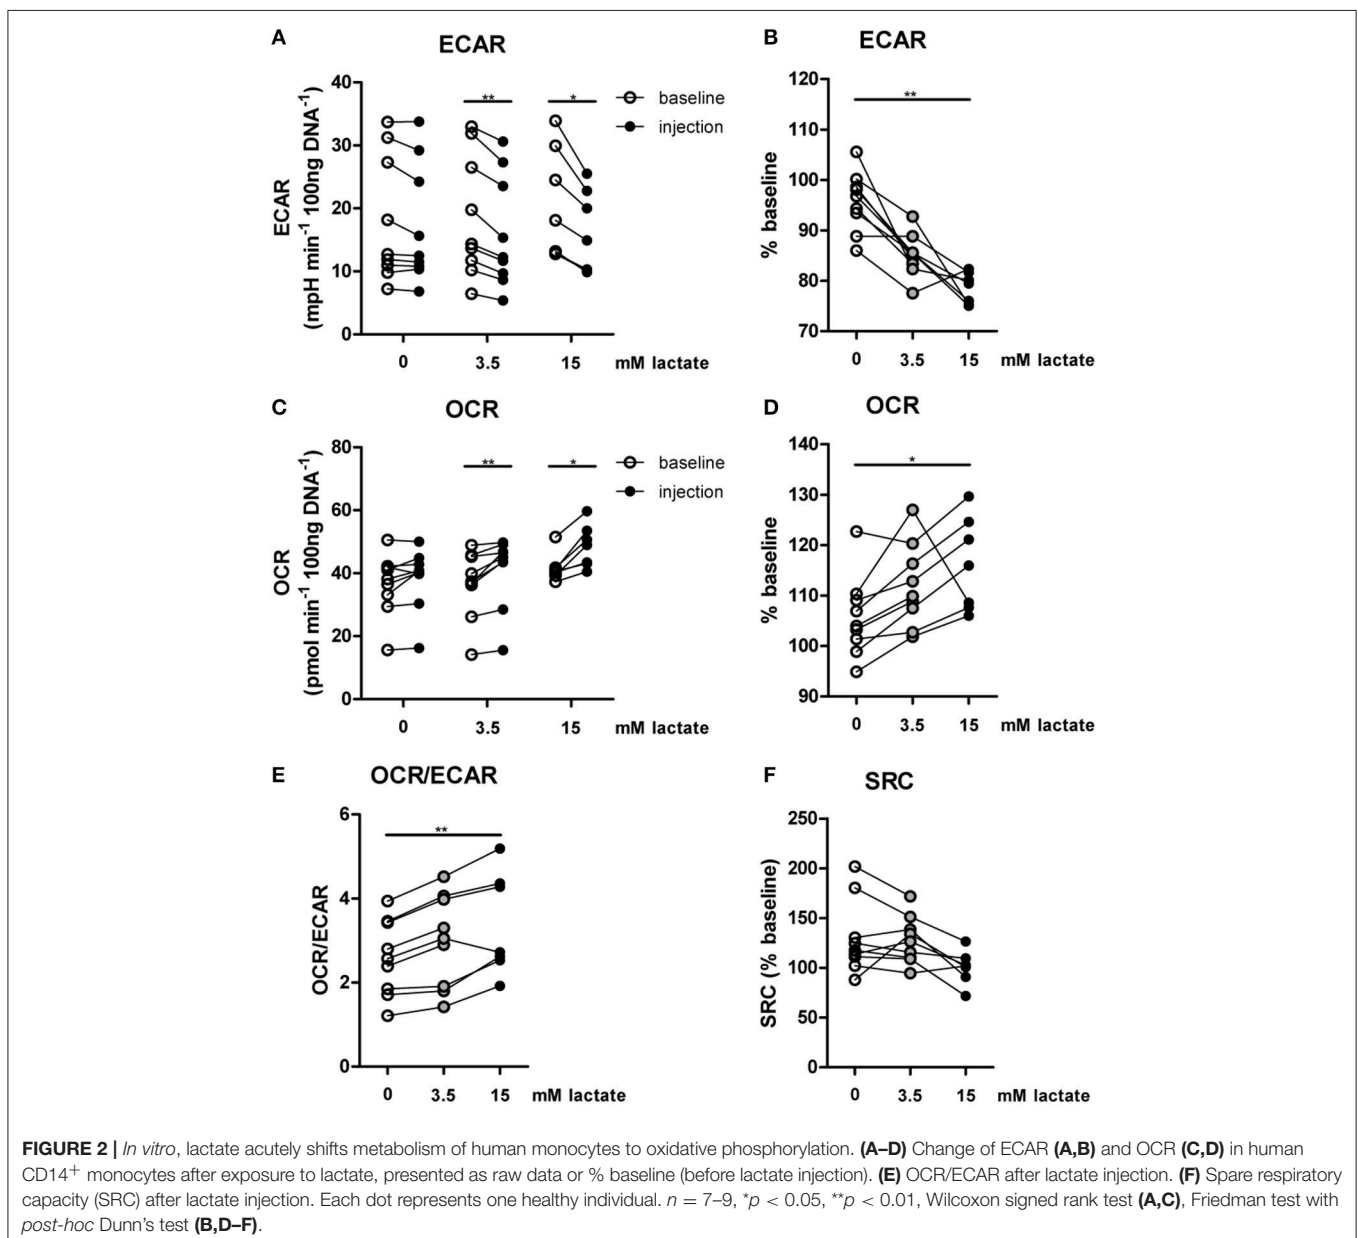 A
ECAR
ECAR
(mpH min⁻¹ 100ng DNA⁻¹)
40
30
20
10
0
**
*
baseline
injection
0
3.5
15
mM lactate
B
ECAR
% baseline
120
110
100
90
80
70
**
0
3.5
15
mM lactate
C
OCR
OCR
(pmol min⁻¹ 100ng DNA⁻¹)
80
60
40
20
0
**
*
baseline
injection
0
3.5
15
mM lactate
D
OCR
% baseline
140
130
120
110
100
90
*
0
3.5
15
mM lactate
E
OCR/ECAR
OCR/ECAR
6
4
2
0
**
0
3.5
15
mM lactate
F
SRC
SRC (% baseline)
250
200
150
100
50
0
0
3.5
15
mM lactate
FIGURE 2 | In vitro, lactate acutely shifts metabolism of human monocytes to oxidative phosphorylation. (A–D) Change of ECAR (A,B) and OCR (C,D) in human
CD14⁺ monocytes after exposure to lactate, presented as raw data or % baseline (before lactate injection). (E) OCR/ECAR after lactate injection. (F) Spare respiratory
capacity (SRC) after lactate injection. Each dot represents one healthy individual. n = 7–9, *p < 0.05, **p < 0.01, Wilcoxon signed rank test (A,C), Friedman test with
post-hoc Dunn's test (B,D–F).